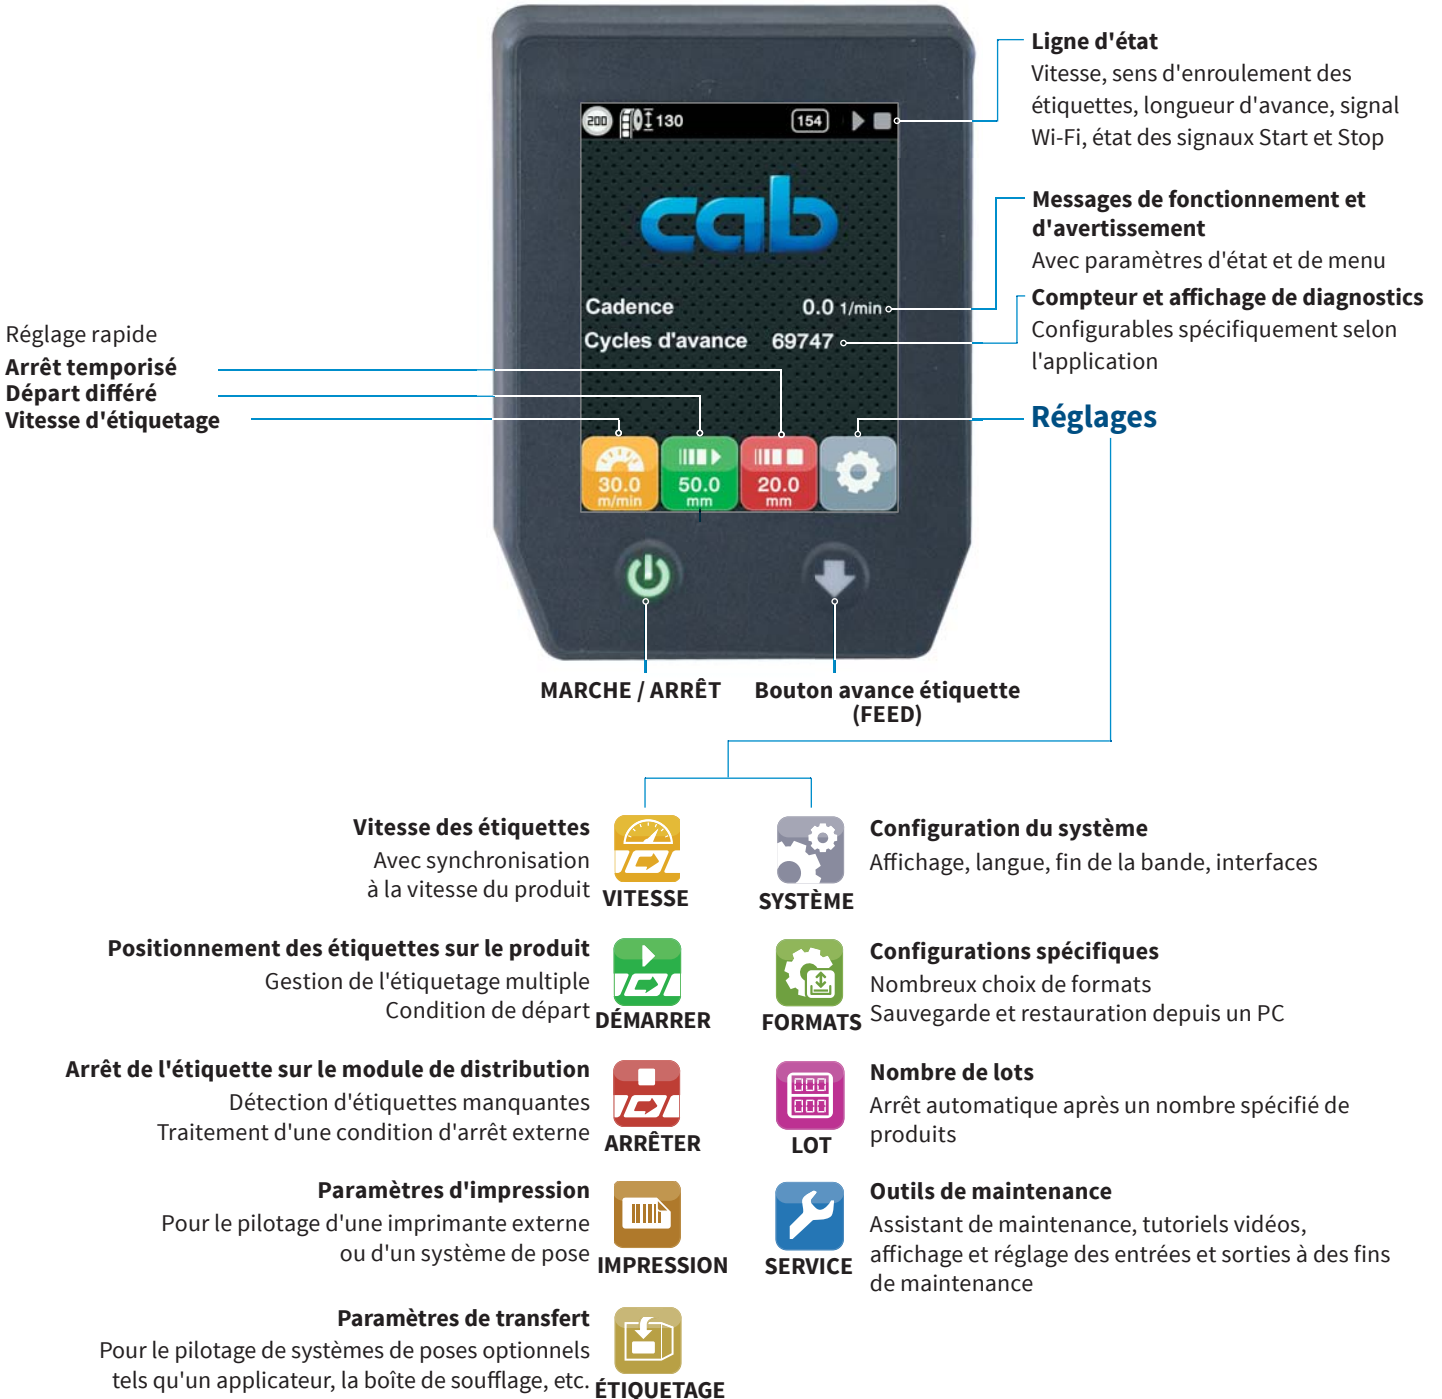 Ligne d'état
Vitesse, sens d'enroulement des
étiquettes, longueur d'avance, signal
Wi-Fi, état des signaux Start et Stop
200 130 154
cab
Messages de fonctionnement et
d'avertissement
Avec paramètres d'état et de menu
Cadence 0.0 1/min
Cycles d'avance 69747
Compteur et affichage de diagnostics
Configurables spécifiquement selon
l'application
Réglage rapide
Arrêt temporisé
Départ différé
Vitesse d'étiquetage
Réglages
30.0
m/min
50.0
mm
20.0
mm
MARCHE / ARRÊT
Bouton avance étiquette
(FEED)
Vitesse des étiquettes
Avec synchronisation
à la vitesse du produit
VITESSE
Configuration du système
Affichage, langue, fin de la bande, interfaces
SYSTÈME
Positionnement des étiquettes sur le produit
Gestion de l'étiquetage multiple
Condition de départ
DÉMARRER
Configurations spécifiques
Nombreux choix de formats
Sauvegarde et restauration depuis un PC
FORMATS
Arrêt de l'étiquette sur le module de distribution
Détection d'étiquettes manquantes
Traitement d'une condition d'arrêt externe
ARRÊTER
Nombre de lots
Arrêt automatique après un nombre spécifié de
produits
LOT
Paramètres d'impression
Pour le pilotage d'une imprimante externe
ou d'un système de pose
IMPRESSION
Outils de maintenance
Assistant de maintenance, tutoriels vidéos,
affichage et réglage des entrées et sorties à des fins
de maintenance
SERVICE
Paramètres de transfert
Pour le pilotage de systèmes de poses optionnels
tels qu'un applicateur, la boîte de soufflage, etc.
ÉTIQUETAGE